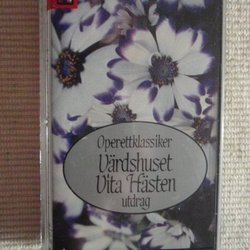 Operettklassiker
Värdshuset
Vita Hästen
utdrag